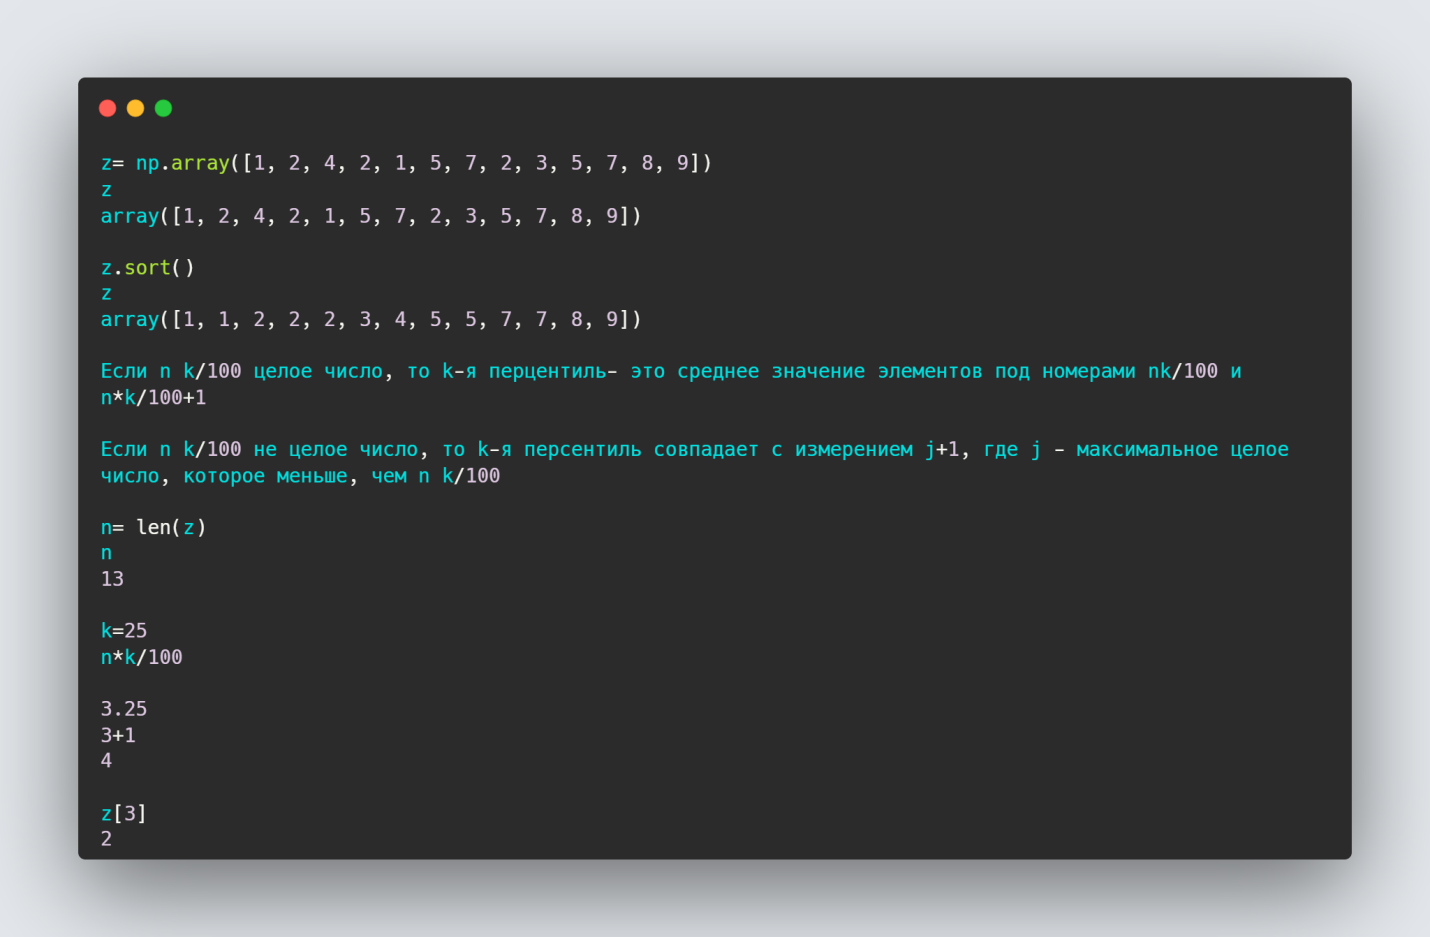 z= np.array([1, 2, 4, 2, 1, 5, 7, 2, 3, 5, 7, 8, 9])
z
array([1, 2, 4, 2, 1, 5, 7, 2, 3, 5, 7, 8, 9])
z.sort()
z
array([1, 1, 2, 2, 2, 3, 4, 5, 5, 7, 7, 8, 9])
Если n k/100 целое число, то k-я перцентиль- это среднее значение элементов под номерами nk/100 и
n*k/100+1
Если n k/100 не целое число, то k-я персентиль совпадает с измерением j+1, где j - максимальное целое
число, которое меньше, чем n k/100
n= len(z)
n
13
k=25
n*k/100
3.25
3+1
4
z[3]
2